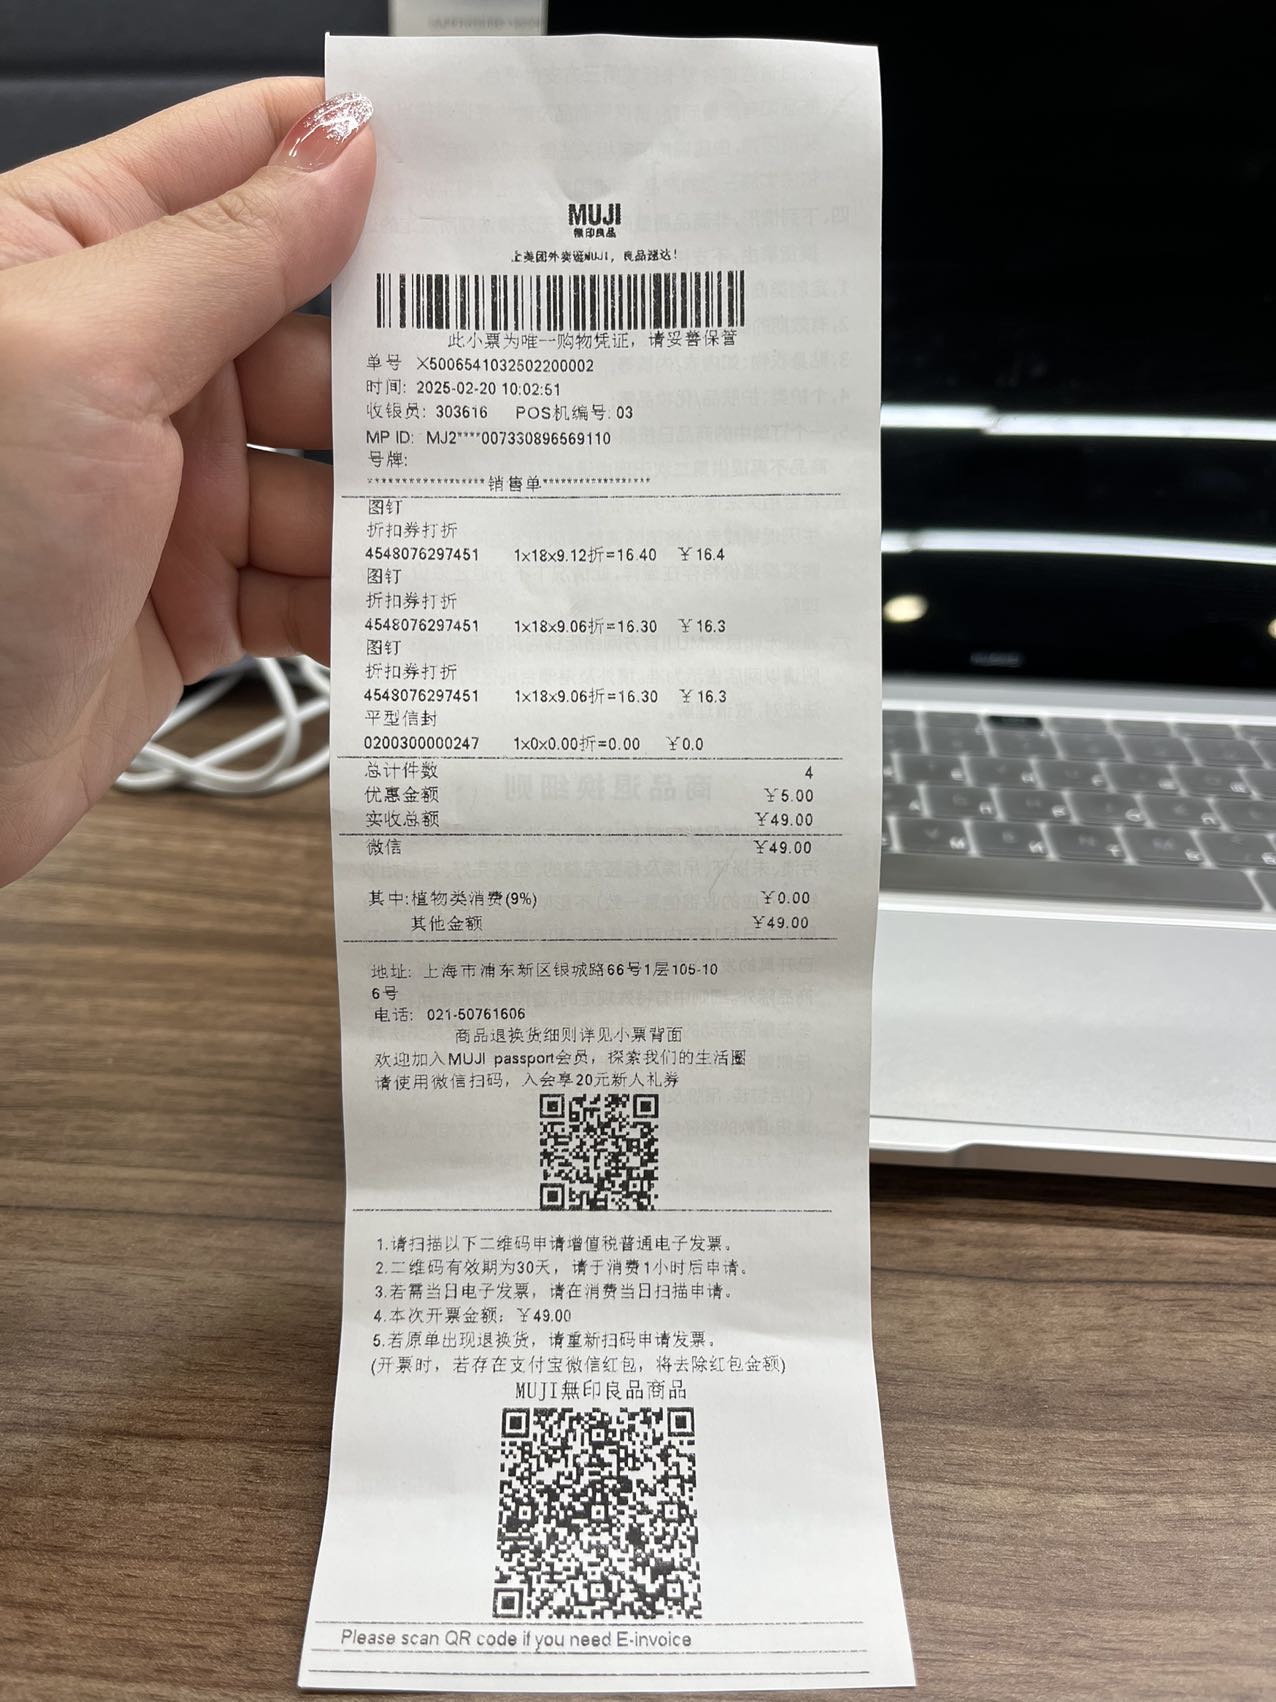 MUJI
無印良品
上美团外卖逛MUJI，良品速达！
此小票为唯一购物凭证，请妥善保管
单号 X5006541032502200002
时间: 2025-02-20 10:02:51
收银员: 303616 POS机编号: 03
MP ID: MJ2****007330896569110
号牌:
******************销售单******************
图钉
折扣券打折
4548076297451 1x18x9.12折=16.40 ￥16.4
图钉
折扣券打折
4548076297451 1x18x9.06折=16.30 ￥16.3
图钉
折扣券打折
4548076297451 1x18x9.06折=16.30 ￥16.3
平型信封
0200300000247 1x0x0.00折=0.00 ￥0.0
总计件数 4
优惠金额 ￥5.00
实收总额 ￥49.00
微信 ￥49.00
其中:植物类消费(9%) ￥0.00
其他金额 ￥49.00
地址: 上海市浦东新区银城路66号1层105-10
6号
电话: 021-50761606
商品退换货细则详见小票背面
欢迎加入MUJI passport会员，探索我们的生活圈
请使用微信扫码，入会享20元新人礼券
1.请扫描以下二维码申请增值税普通电子发票。
2.二维码有效期为30天，请于消费1小时后申请。
3.若需当日电子发票，请在消费当日扫描申请。
4.本次开票金额: ￥49.00
5.若原单出现退换货，请重新扫码申请发票。
(开票时，若存在支付宝微信红包，将去除红包金额)
MUJI無印良品商品
Please scan QR code if you need E-invoice